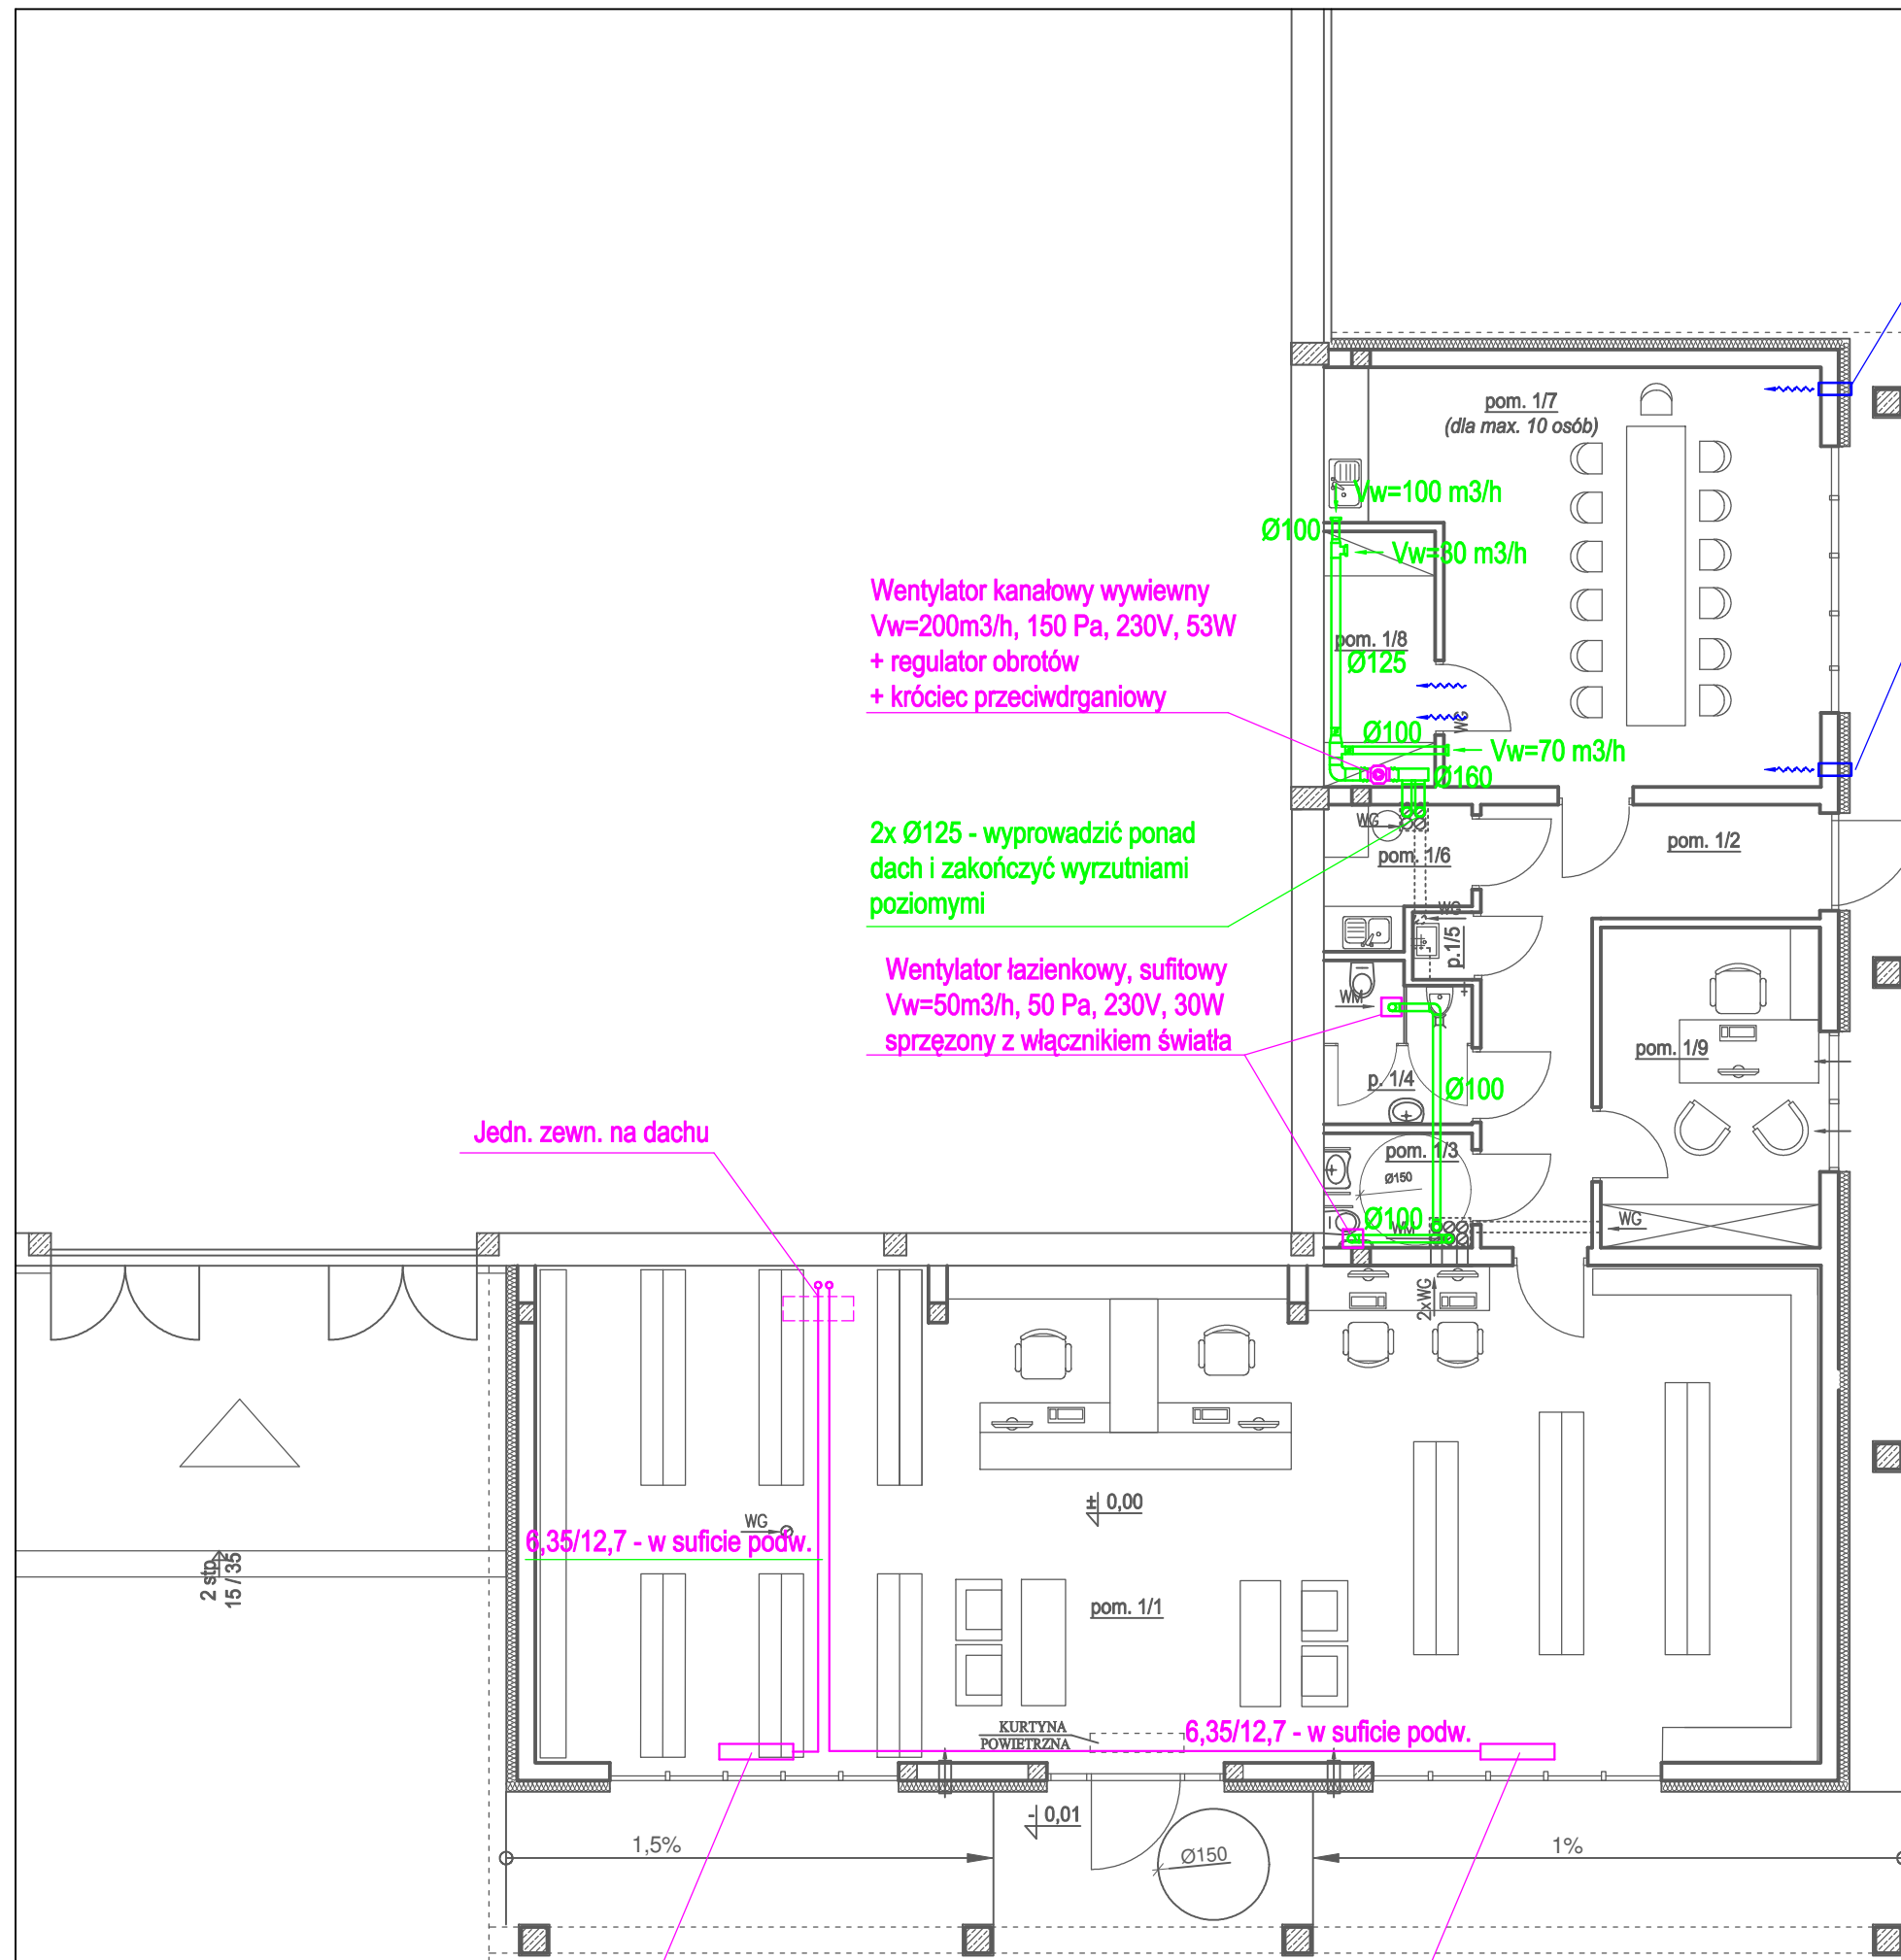 pom. 1/7
(dla max. 10 osób)
Vw=100 m3/h
Ø100
Vw=30 m3/h
Wentylator kanałowy wywiewny
Vw=200m3/h, 150 Pa, 230V, 53W
+ regulator obrotów
+ króciec przeciwdrganiowy
pom. 1/8
Ø125
WG
Ø100
Vw=70 m3/h
Ø160
2x Ø125 - wyprowadzić ponad
dach i zakończyć wyrzutniami
poziomymi
WG
pom. 1/6
pom. 1/2
WG
p.1/5
Wentylator łazienkowy, sufitowy
Vw=50m3/h, 50 Pa, 230V, 30W
sprzęzony z włącznikiem światła
WM
p. 1/4
Ø100
pom. 1/9
Jedn. zewn. na dachu
pom. 1/3
Ø150
Ø100
WM
WG
2xWG
± 0,00
WG
6,35/12,7 - w suficie podw.
2 stp.
15 / 35
pom. 1/1
KURTYNA
POWIETRZNA
6,35/12,7 - w suficie podw.
- 0,01
1,5%
Ø150
1%